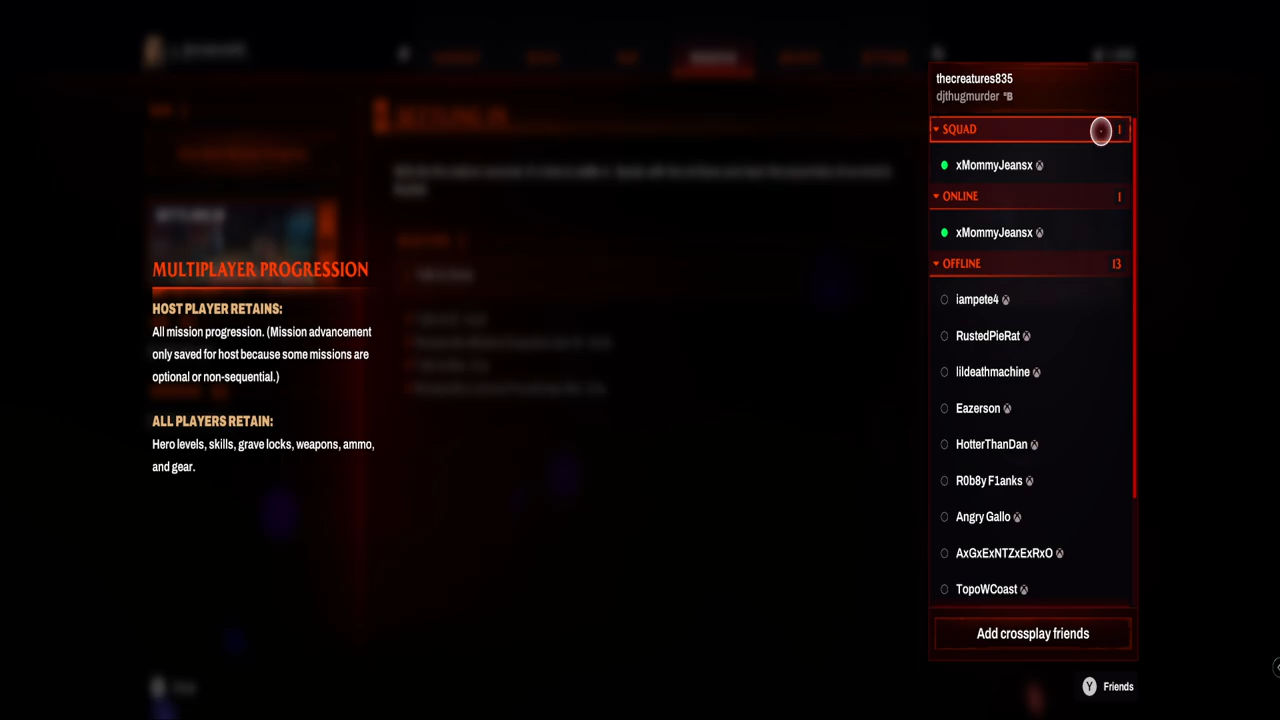 MULTIPLAYER PROGRESSION
HOST PLAYER RETAINS:
All mission progression. (Mission advancement
only saved for host because some missions are
optional or non-sequential.)
ALL PLAYERS RETAIN:
Hero levels, skills, grave locks, weapons, ammo,
and gear.
thecreatures835
djthugmurder
SQUAD 1
xMommyJeansx
ONLINE 1
xMommyJeansx
OFFLINE 13
iampete4
RustedPieRat
lildeathmachine
Eazerson
HotterThanDan
R0b8y F1anks
Angry Gallo
AxGxExNTZxExRxO
TopoWCoast
Add crossplay friends
Y Friends